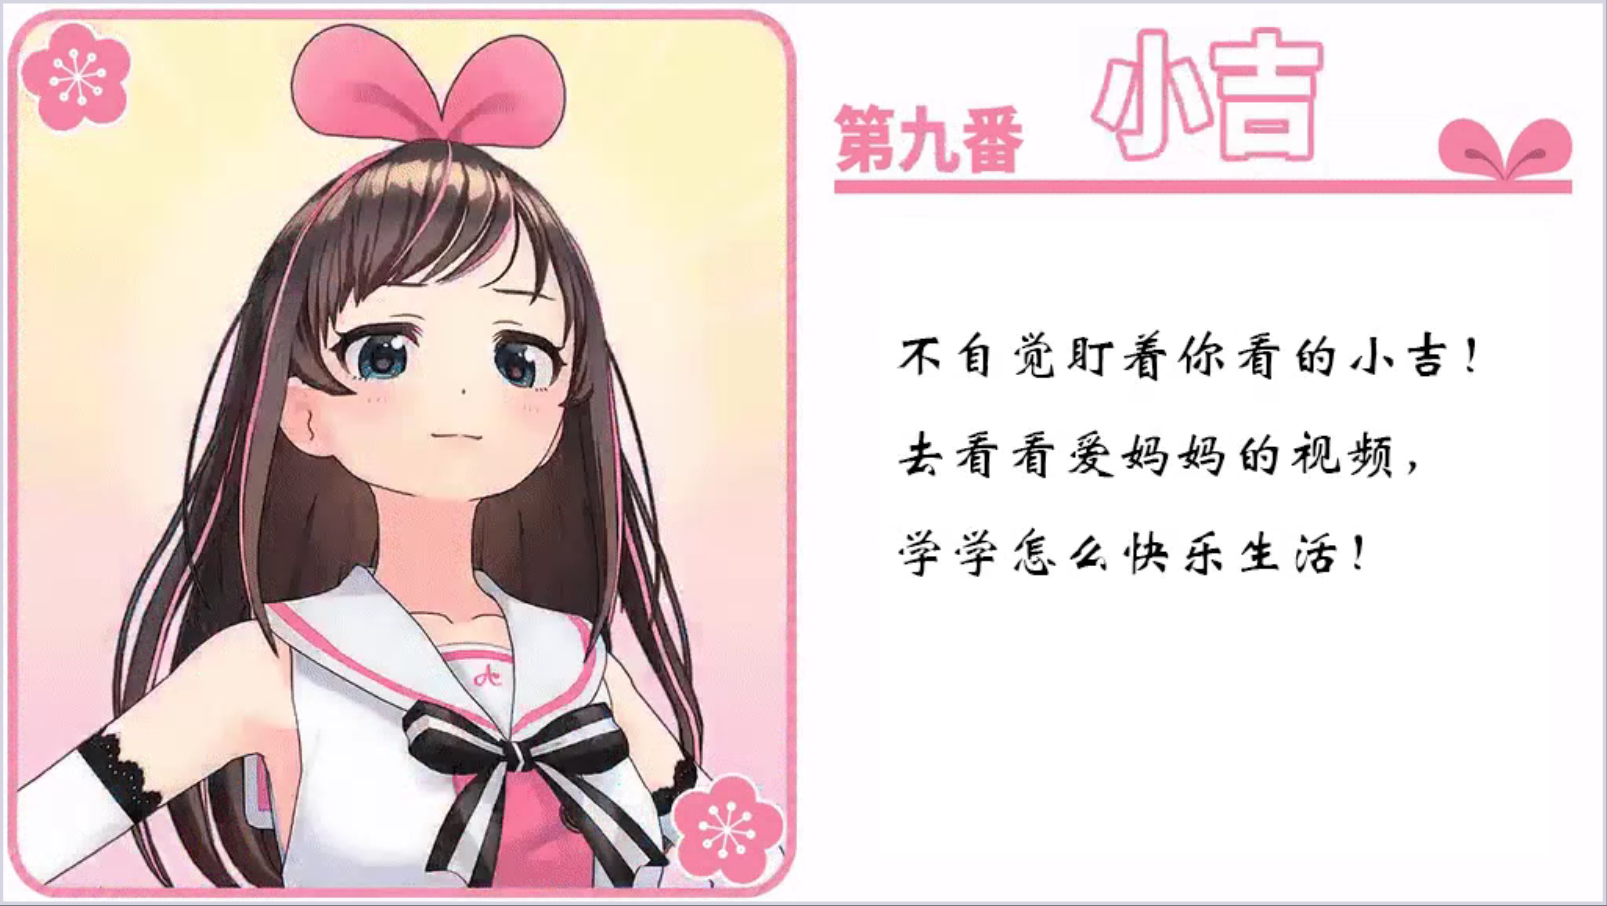 第九番 小吉
不自觉盯着你看的小吉！
去看看爱妈妈的视频，
学学怎么快乐生活！